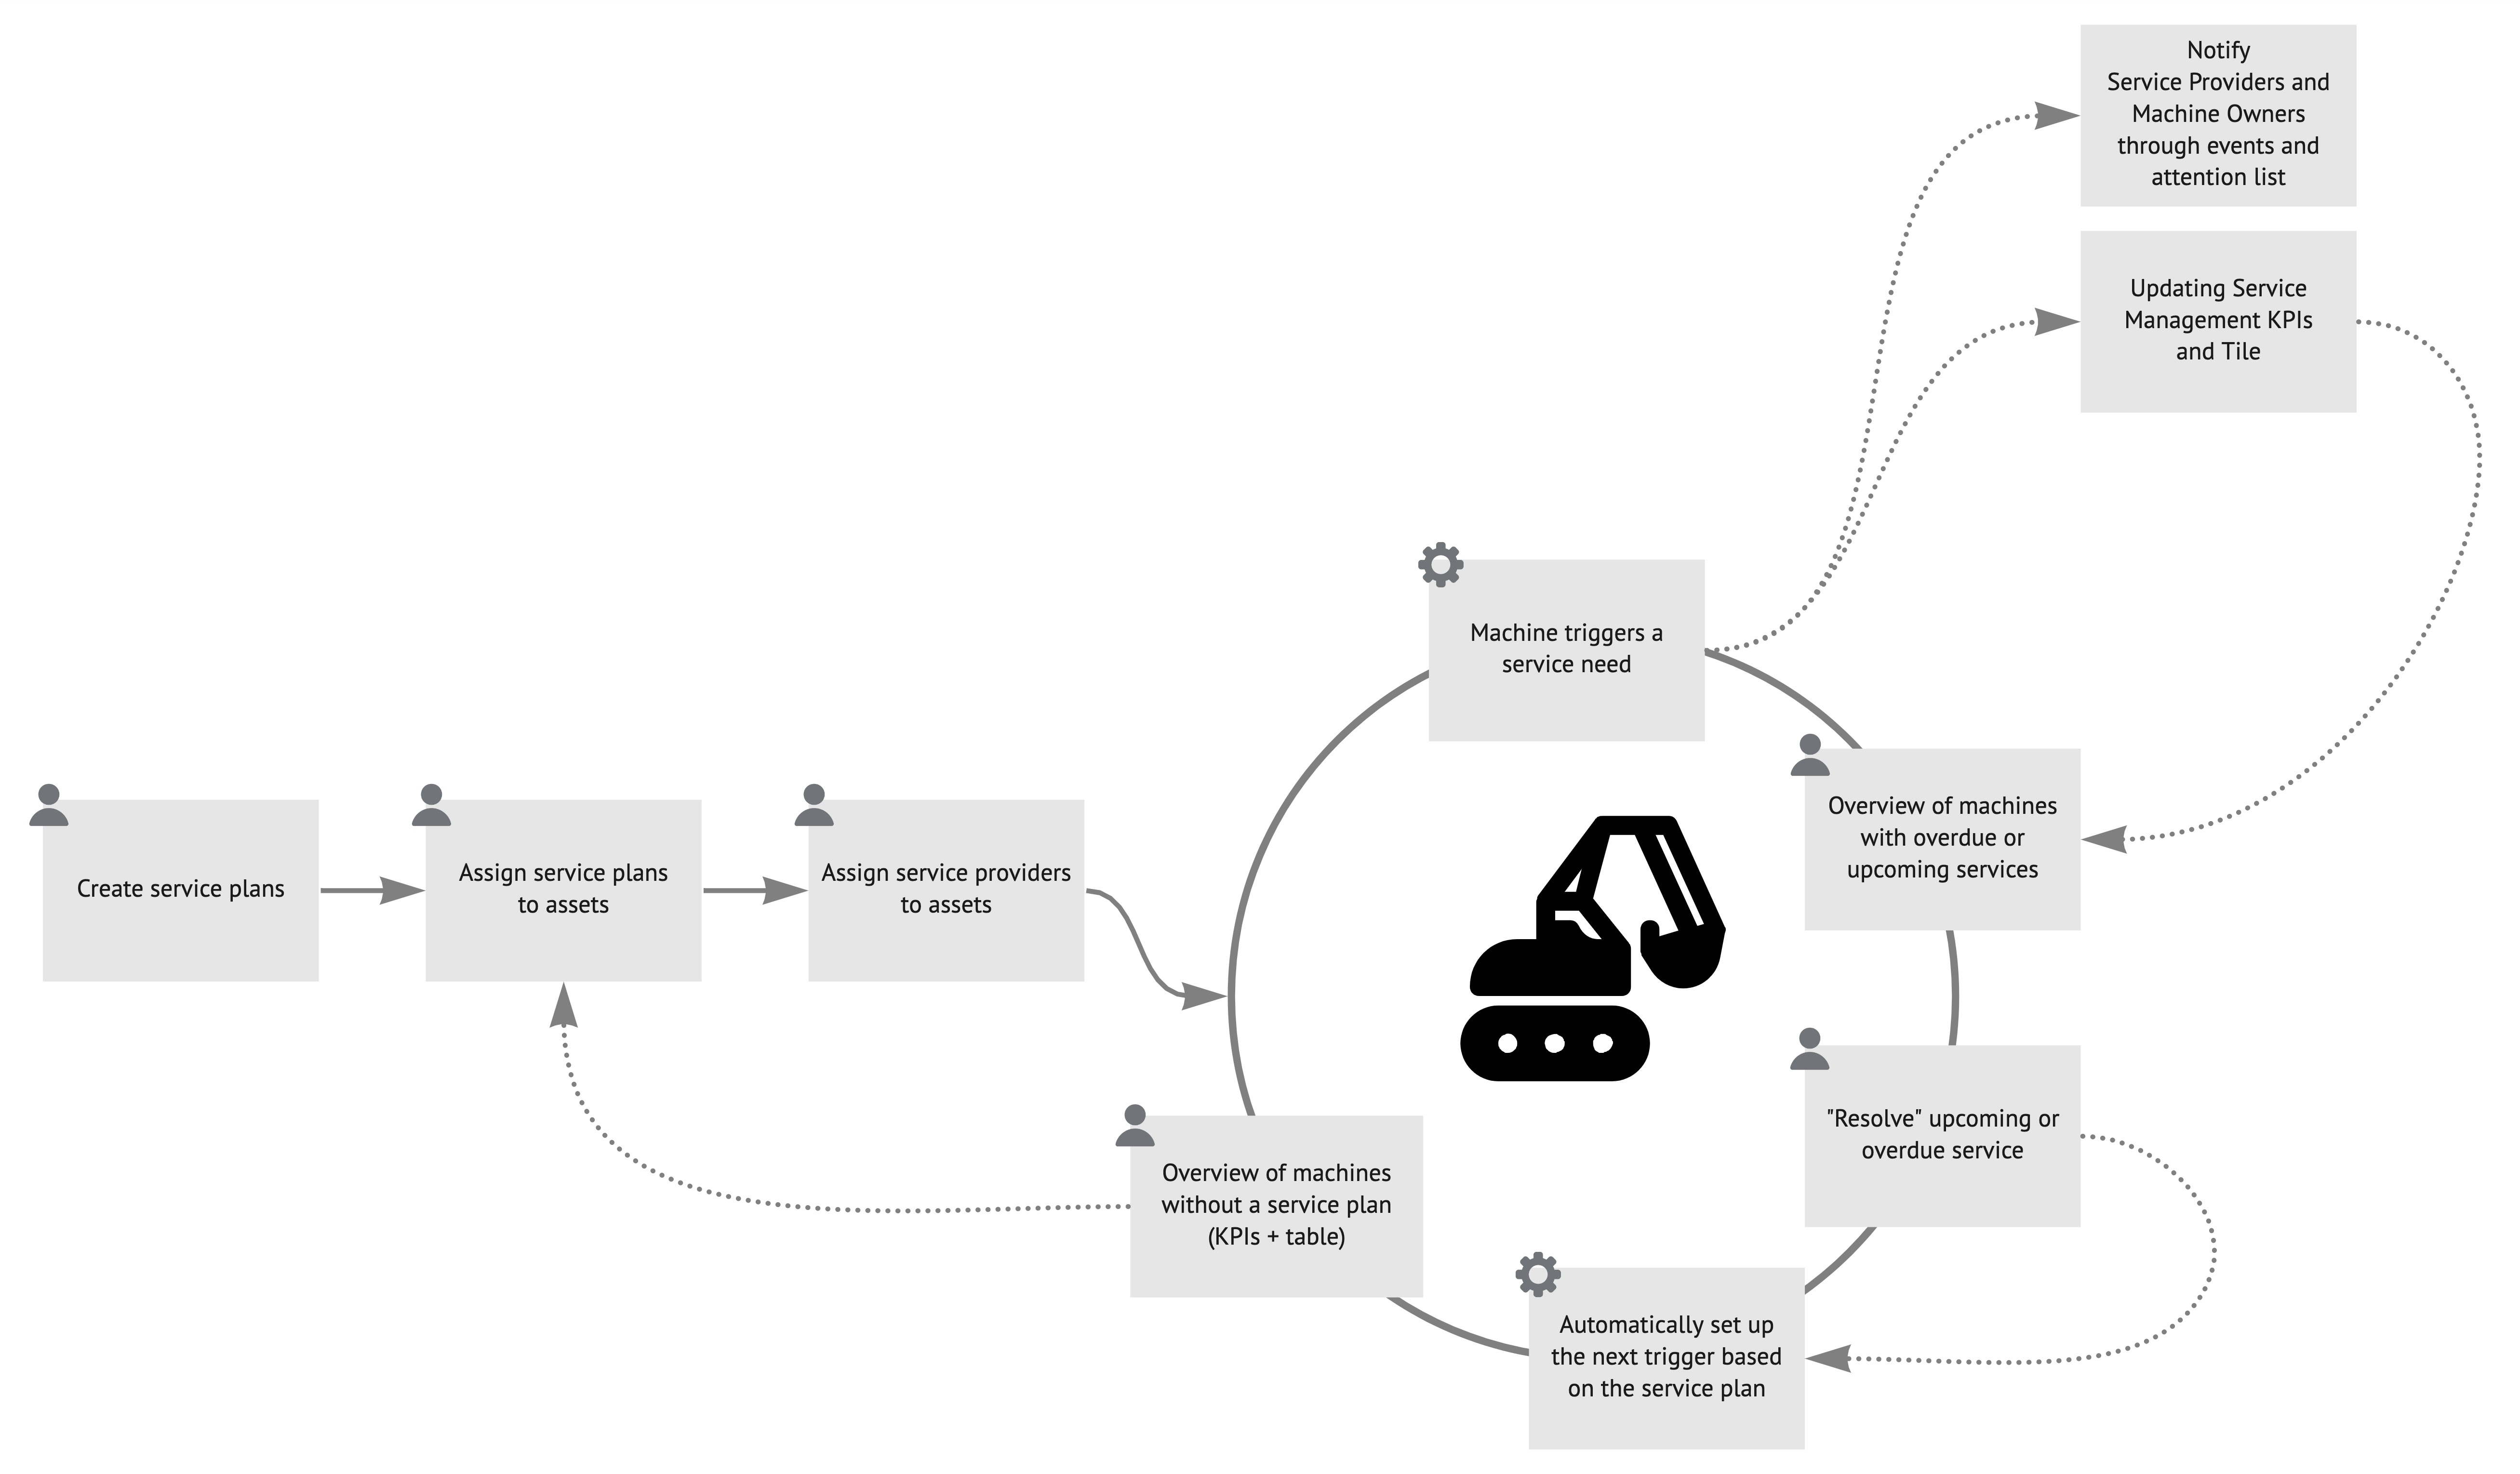 Notify
Service Providers and
Machine Owners
through events and
attention list
Updating Service
Management KPIs
and Tile
Machine triggers a
service need
Overview of machines
with overdue or
upcoming services
Create service plans
Assign service plans
to assets
Assign service providers
to assets
"Resolve" upcoming or
overdue service
Overview of machines
without a service plan
(KPIs + table)
Automatically set up
the next trigger based
on the service plan